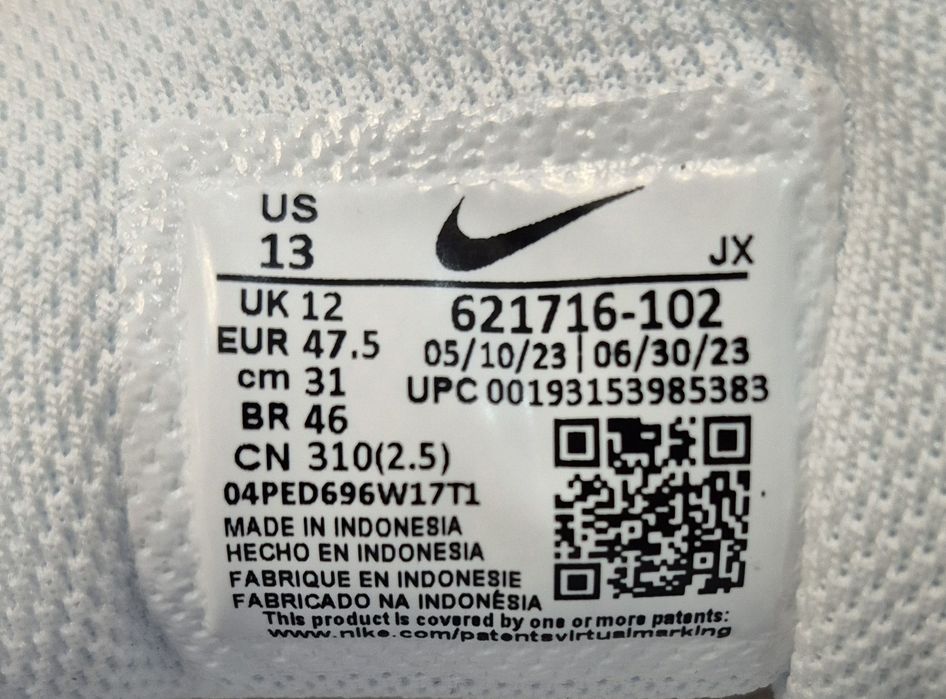 US
13
JX
UK 12
EUR 47.5
cm 31
BR 46
CN 310(2.5)
04PED696W17T1
621716-102
05/10/23 | 06/30/23
UPC 00193153985383
MADE IN INDONESIA
HECHO EN INDONESIA
FABRIQUE EN INDONESIE
FABRICADO NA INDONÉSIA
This product is covered by one or more patents:
www.nike.com/patentsvirtualmarking